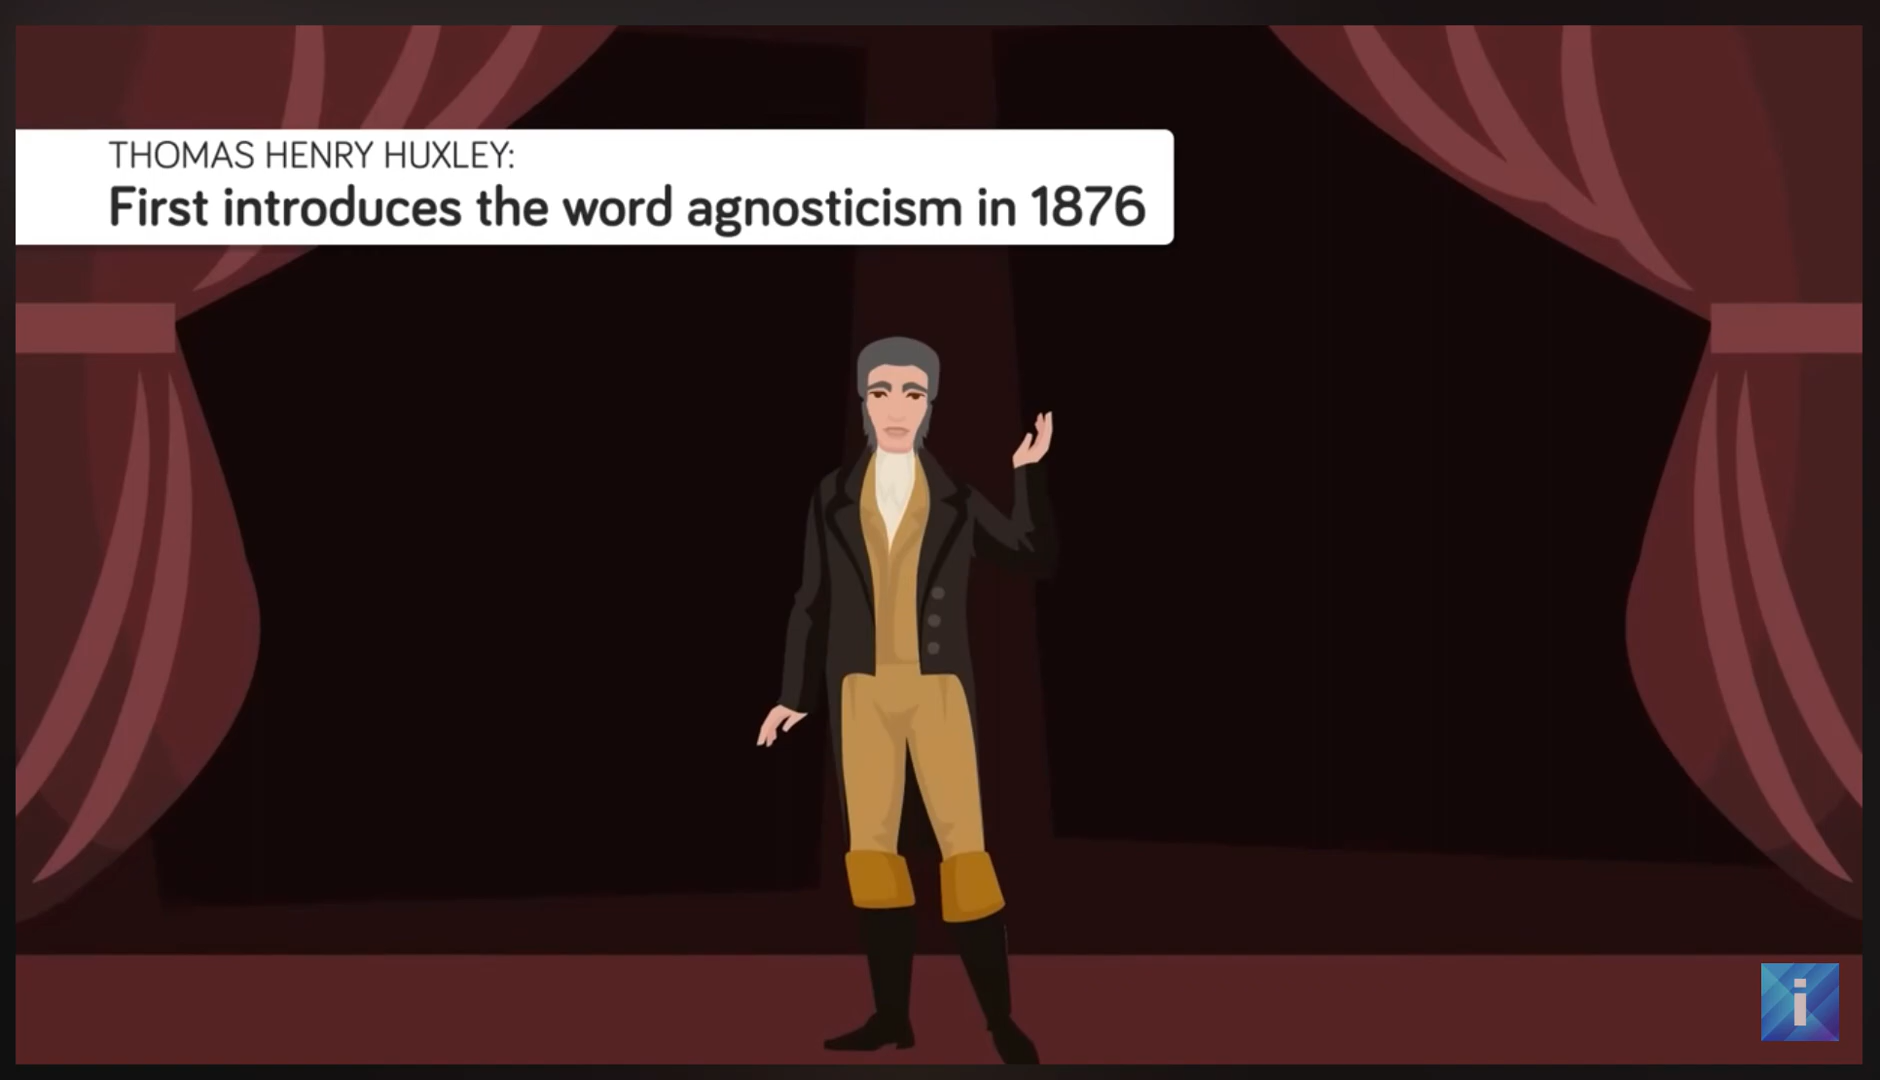 THOMAS HENRY HUXLEY:
First introduces the word agnosticism in 1876
i